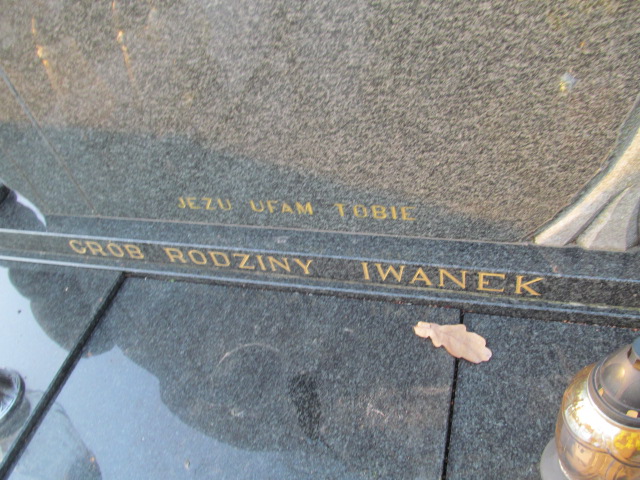 JEZU UFAM TOBIE
GRÓB RODZINY IWANEK